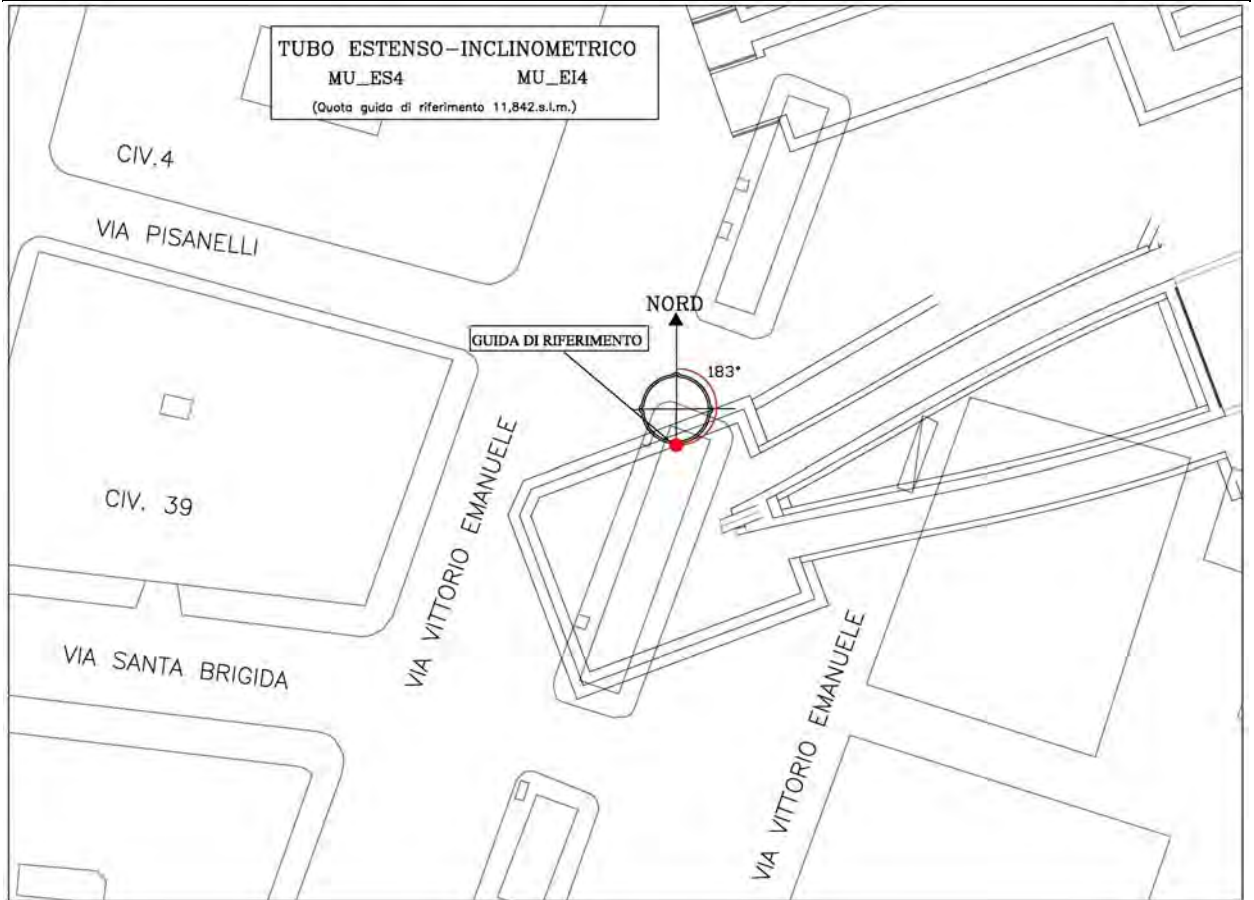 TUBO ESTENSO-INCLINOMETRICO
MU_ES4 MU_EI4
(Quota guida di riferimento 11,842.s.l.m.)
CIV.4
VIA PISANELLI
NORD
GUIDA DI RIFERIMENTO
183°
CIV. 39
VIA VITTORIO EMANUELE
VIA SANTA BRIGIDA
VIA VITTORIO EMANUELE